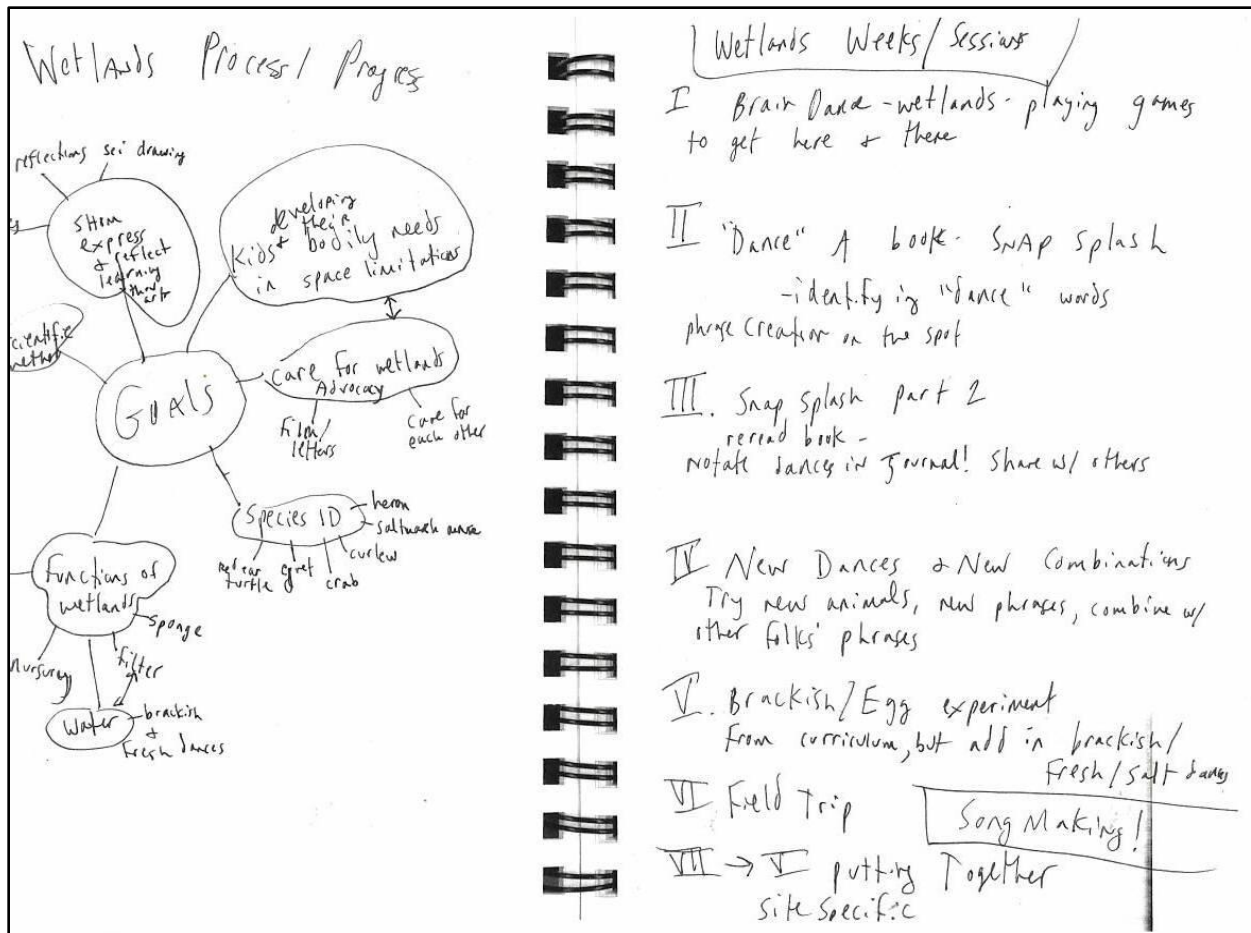 Wetlands Process/Progress
reflections sci drawing
express
& reflect
learning
thru
arts
developing
their
Kids & bodily needs
in space limitations
cientific
method
Goals
Care for wetlands
Advocacy
Film/
letters
care for
each other
Species ID
heron
saltmarsh mouse
curlew
crab
egret
turtle
Functions of
wetlands
sponge
filter
Nursuray
Water
brackish
&
Fresh dances
Wetlands Weeks/Sessions
I Brain Dance - wetlands - playing games
to get here & there
II "Dance" A book - Snap Splash
- identifying "dance" words
phrase creation on the spot
III. Snap Splash part 2
reread book -
Notate dances in Journal! Share w/ others
IV New Dances & New Combinations
Try new animals, new phrases, combine w/
other folks' phrases
V. Brackish/Egg experiment
From curriculum, but add in brackish/
Fresh/Salt dances
VI Field Trip
Song Making!
VII → V putting Together
site specific